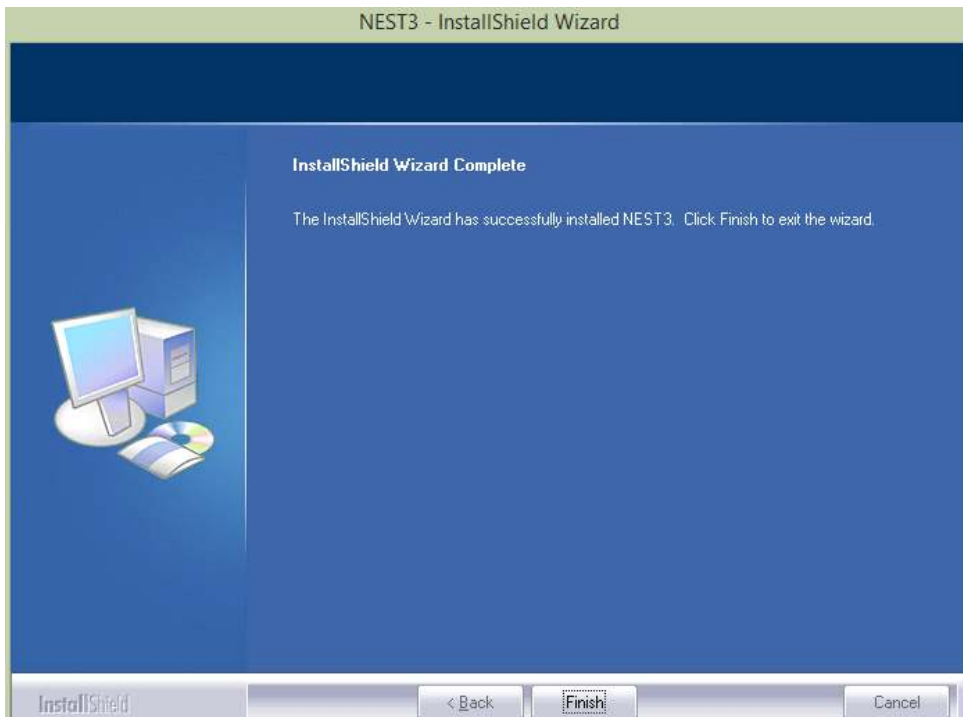 NEST3 - InstallShield Wizard
InstallShield Wizard Complete
The InstallShield Wizard has successfully installed NEST3. Click Finish to exit the wizard.
InstallShield
< Back
Finish
Cancel